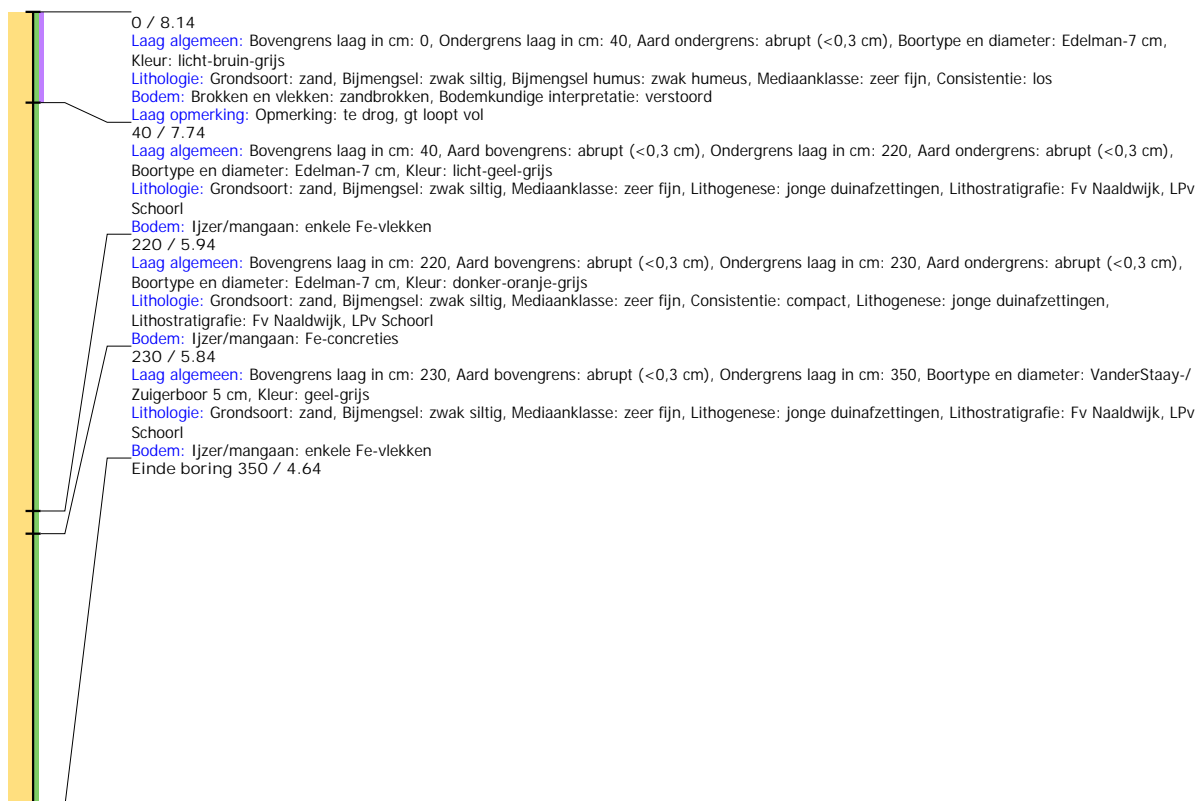 0 / 8.14
Laag algemeen: Bovengrens laag in cm: 0, Ondergrens laag in cm: 40, Aard ondergrens: abrupt (<0,3 cm), Boortype en diameter: Edelman-7 cm,
Kleur: licht-bruin-grijs
Lithologie: Grondsoort: zand, Bijmengsel: zwak siltig, Bijmengsel humus: zwak humeus, Mediaanklasse: zeer fijn, Consistentie: los
Bodem: Brokken en vlekken: zandbrokken, Bodemkundige interpretatie: verstoord
Laag opmerking: Opmerking: te drog, gt loopt vol
40 / 7.74
Laag algemeen: Bovengrens laag in cm: 40, Aard bovengrens: abrupt (<0,3 cm), Ondergrens laag in cm: 220, Aard ondergrens: abrupt (<0,3 cm),
Boortype en diameter: Edelman-7 cm, Kleur: licht-geel-grijs
Lithologie: Grondsoort: zand, Bijmengsel: zwak siltig, Mediaanklasse: zeer fijn, Lithogenese: jonge duinafzettingen, Lithostratigrafie: Fv Naaldwijk, LPv
Schoorl
Bodem: Ijzer/mangaan: enkele Fe-vlekken
220 / 5.94
Laag algemeen: Bovengrens laag in cm: 220, Aard bovengrens: abrupt (<0,3 cm), Ondergrens laag in cm: 230, Aard ondergrens: abrupt (<0,3 cm),
Boortype en diameter: Edelman-7 cm, Kleur: donker-oranje-grijs
Lithologie: Grondsoort: zand, Bijmengsel: zwak siltig, Mediaanklasse: zeer fijn, Consistentie: compact, Lithogenese: jonge duinafzettingen,
Lithostratigrafie: Fv Naaldwijk, LPv Schoorl
Bodem: Ijzer/mangaan: Fe-concreties
230 / 5.84
Laag algemeen: Bovengrens laag in cm: 230, Aard bovengrens: abrupt (<0,3 cm), Ondergrens laag in cm: 350, Boortype en diameter: VanderStaay-/
Zuigerboor 5 cm, Kleur: geel-grijs
Lithologie: Grondsoort: zand, Bijmengsel: zwak siltig, Mediaanklasse: zeer fijn, Lithogenese: jonge duinafzettingen, Lithostratigrafie: Fv Naaldwijk, LPv
Schoorl
Bodem: Ijzer/mangaan: enkele Fe-vlekken
Einde boring 350 / 4.64